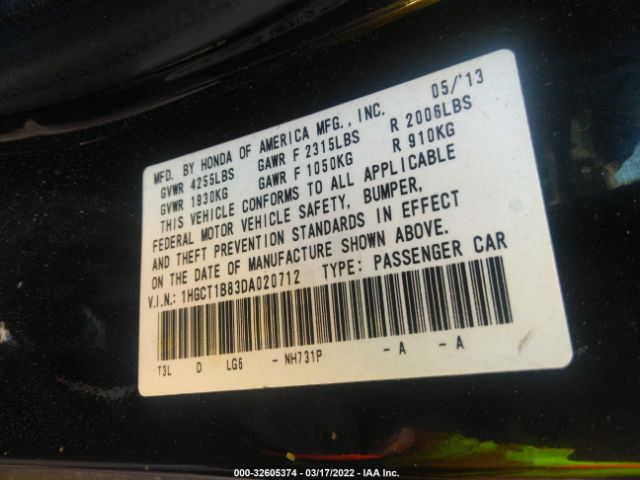 MFD. BY HONDA OF AMERICA MFG., INC. 05/'13
GVWR 4255LBS GAWR F 2315LBS R 2006LBS
GVWR 1930KG GAWR F 1050KG R 910KG
THIS VEHICLE CONFORMS TO ALL APPLICABLE
FEDERAL MOTOR VEHICLE SAFETY, BUMPER,
AND THEFT PREVENTION STANDARDS IN EFFECT
ON THE DATE OF MANUFACTURE SHOWN ABOVE.
V.I.N.: 1HGCT1B83DA020712 TYPE: PASSENGER CAR
T3L D LG6 - NH731P - A - A
000-32605374 - 03/17/2022 - IAA Inc.